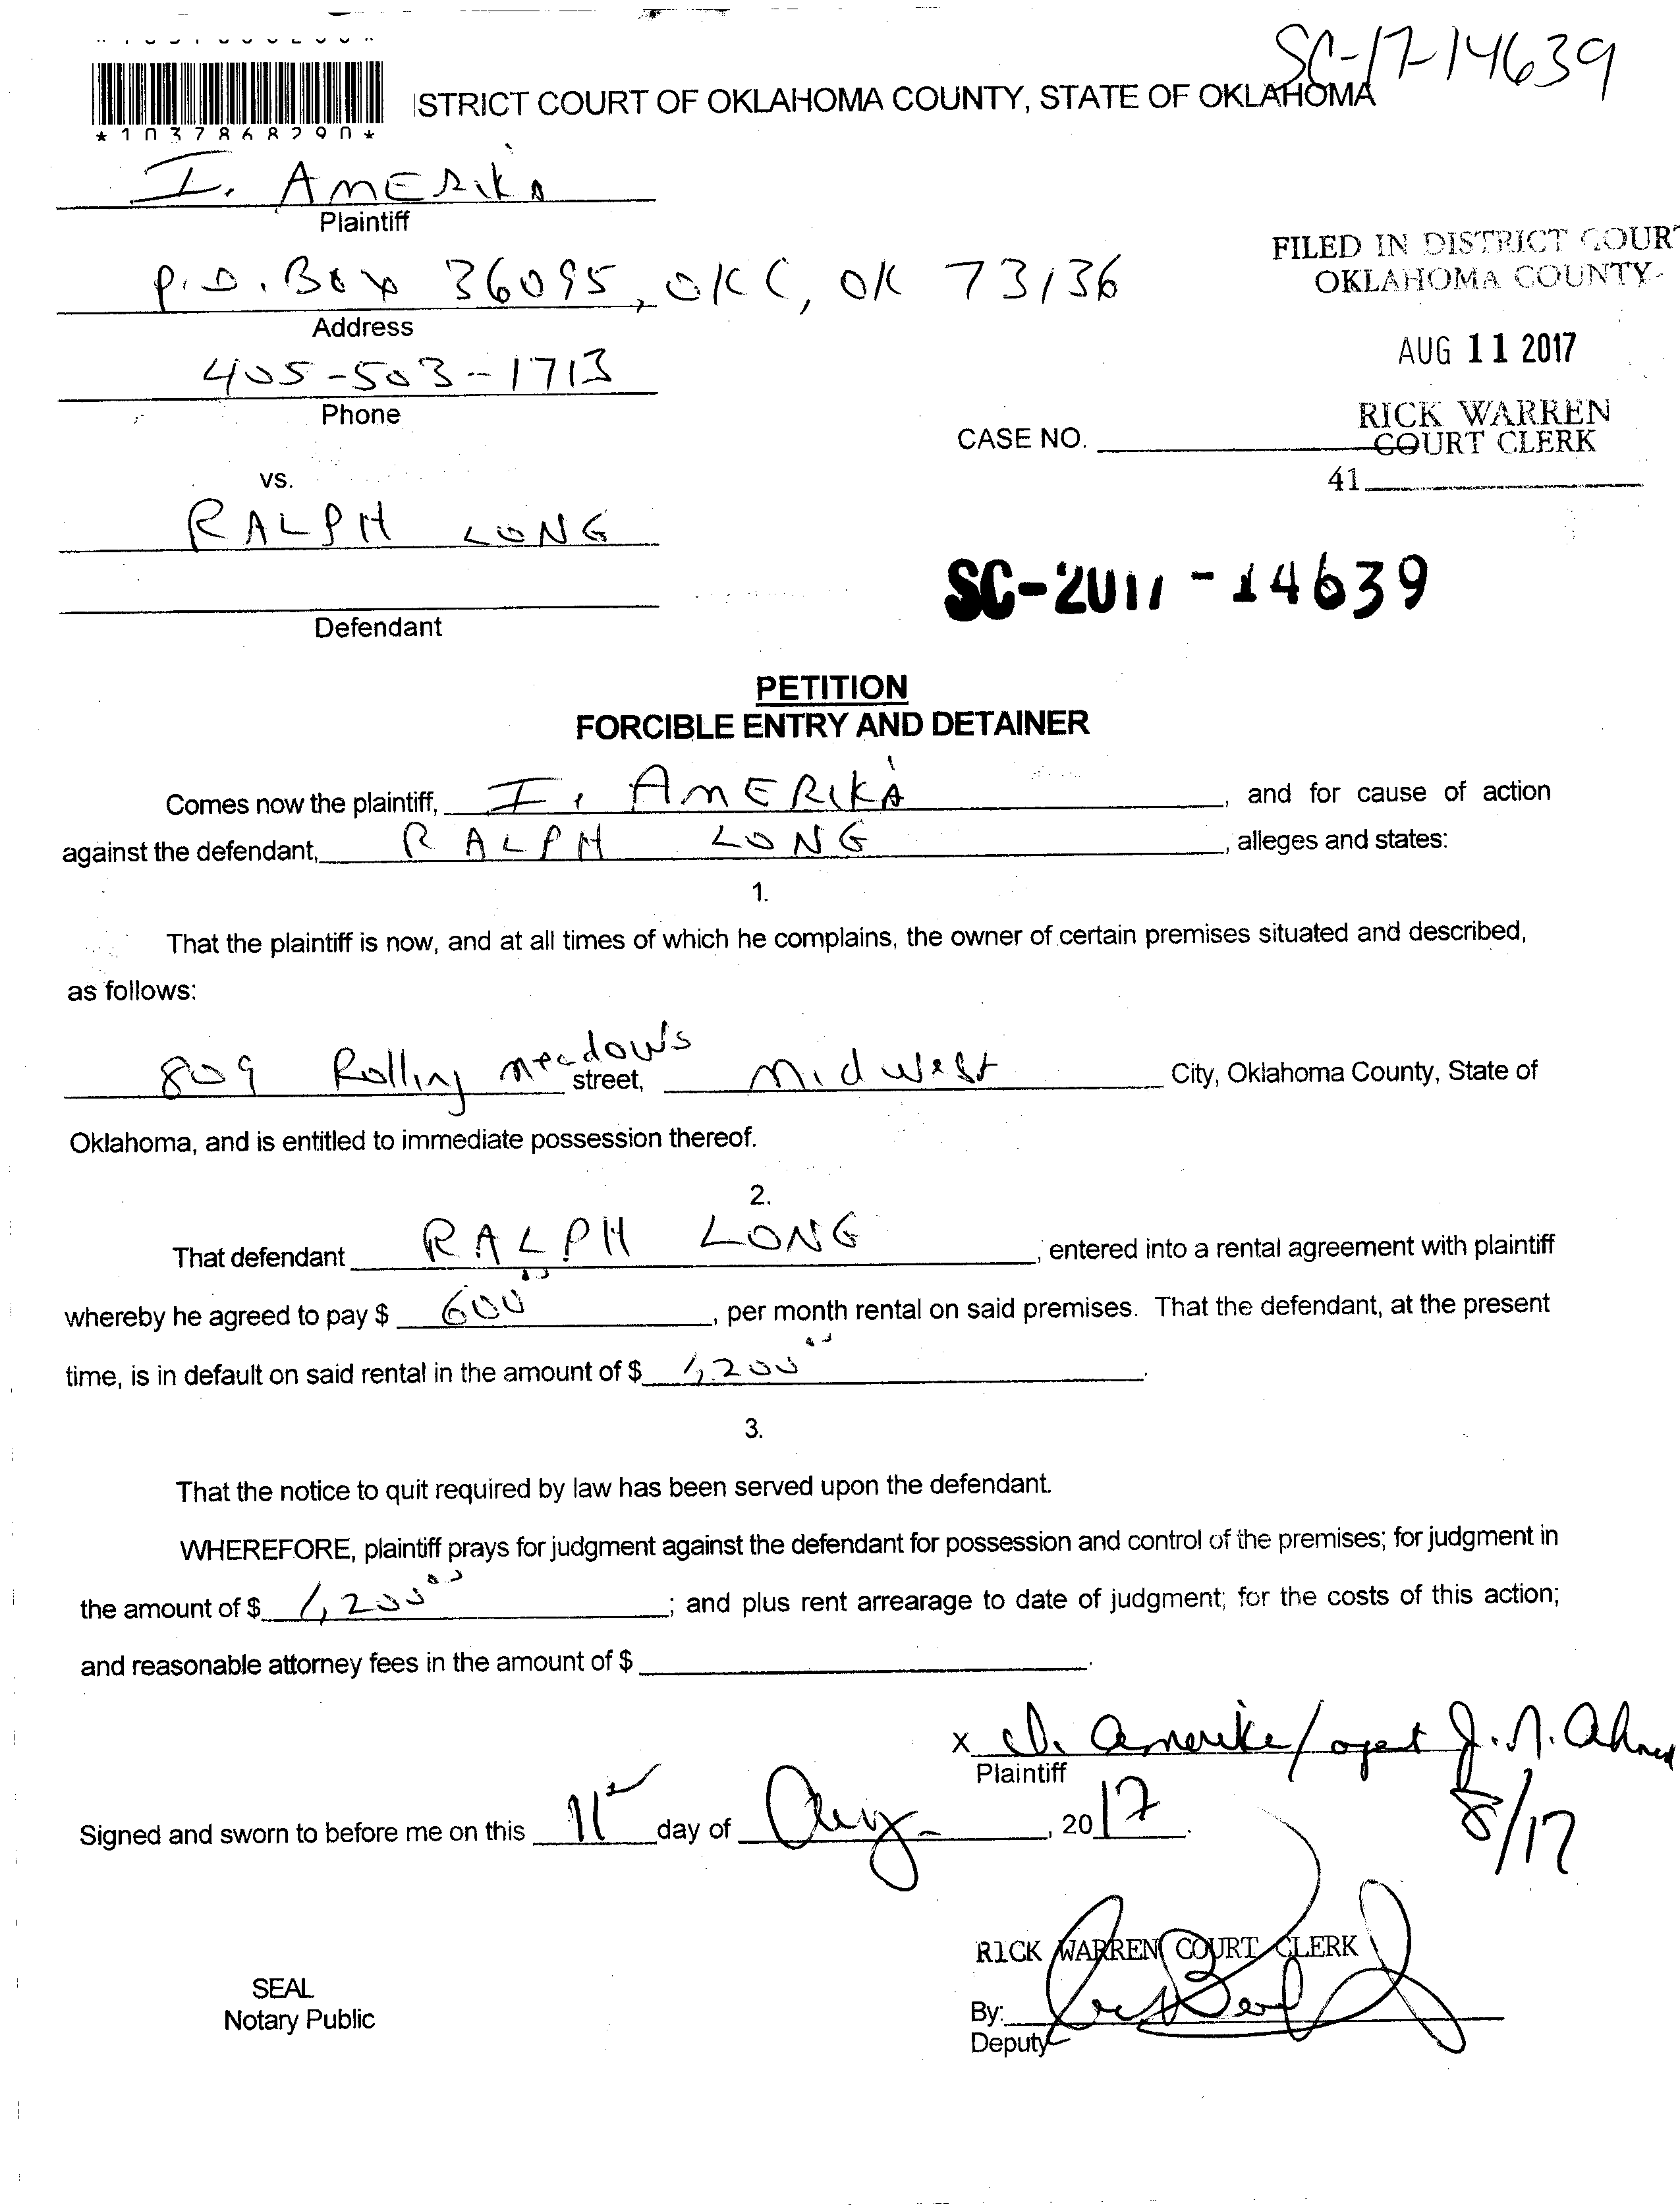 SC-17-14639
STRICT COURT OF OKLAHOMA COUNTY, STATE OF OKLAHOMA
*1037868290*
I. AMERIKA
Plaintiff
P.O. Box 36095, OKC, OK 73136
Address
405-503-1713
Phone
vs.
RALPH LONG
Defendant
FILED IN DISTRICT COURT
OKLAHOMA COUNTY
AUG 11 2017
RICK WARREN
COURT CLERK
CASE NO.
41
SC-2017-14639
PETITION
FORCIBLE ENTRY AND DETAINER
Comes now the plaintiff, I. AMERIKA, and for cause of action
against the defendant, RALPH LONG, alleges and states:
1.
That the plaintiff is now, and at all times of which he complains, the owner of certain premises situated and described,
as follows:
809 Rolling meadows street, Midwest City, Oklahoma County, State of
Oklahoma, and is entitled to immediate possession thereof.
2.
That defendant RALPH LONG, entered into a rental agreement with plaintiff
whereby he agreed to pay $ 600.00, per month rental on said premises. That the defendant, at the present
time, is in default on said rental in the amount of $ 1,200.00.
3.
That the notice to quit required by law has been served upon the defendant.
WHEREFORE, plaintiff prays for judgment against the defendant for possession and control of the premises; for judgment in
the amount of $ 1,200.00; and plus rent arrearage to date of judgment; for the costs of this action;
and reasonable attorney fees in the amount of $ .
x I. Amerika/agent J. N. Ahmed
Plaintiff
8/17
Signed and sworn to before me on this 11 day of Aug, 2017.
RICK WARREN COURT CLERK
SEAL
Notary Public
By:
Deputy